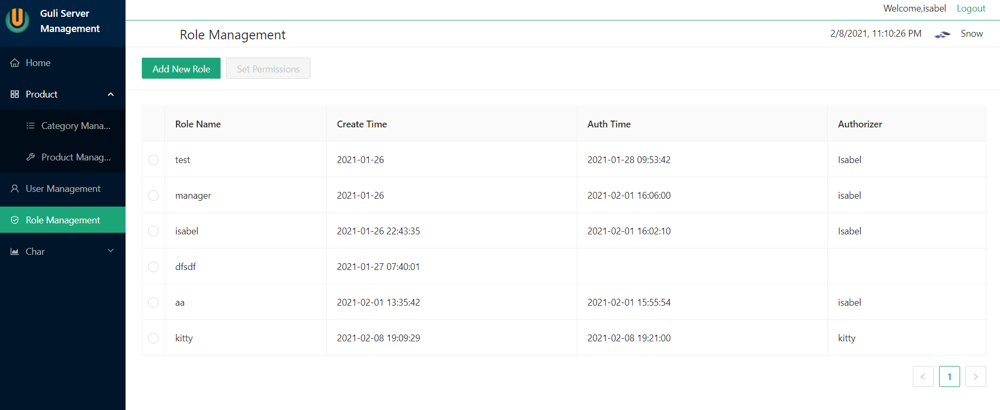 Guli Server
Management
Welcome,isabel Logout
Role Management
2/8/2021, 11:10:26 PM Snow
Home
Product
Category Mana...
Product Manag...
User Management
Role Management
Char
Add New Role Set Permissions
Role Name Create Time Auth Time Authorizer
test 2021-01-26 2021-01-28 09:53:42 Isabel
manager 2021-01-26 2021-02-01 16:06:00 isabel
isabel 2021-01-26 22:43:35 2021-02-01 16:02:10 Isabel
dfsdf 2021-01-27 07:40:01
aa 2021-02-01 13:35:42 2021-02-01 15:55:54 isabel
kitty 2021-02-08 19:09:29 2021-02-08 19:21:00 kitty
< 1 >